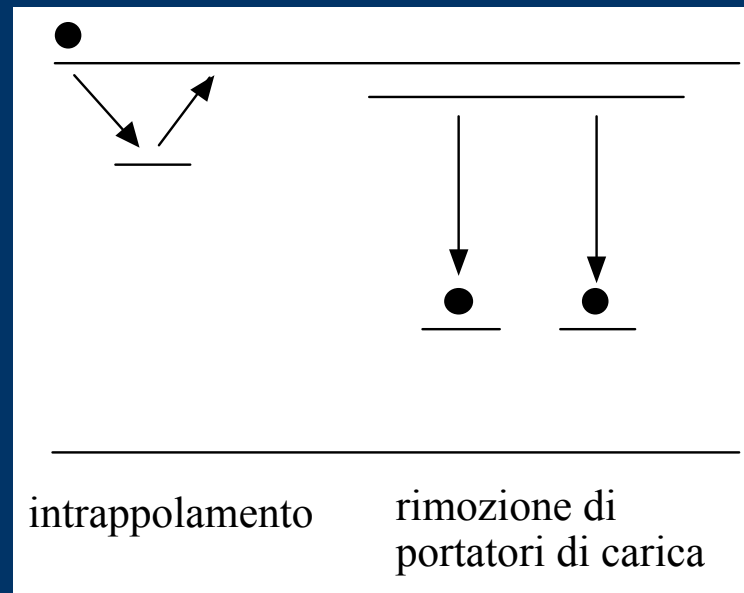 intrappolamento
rimozione di
portatori di carica